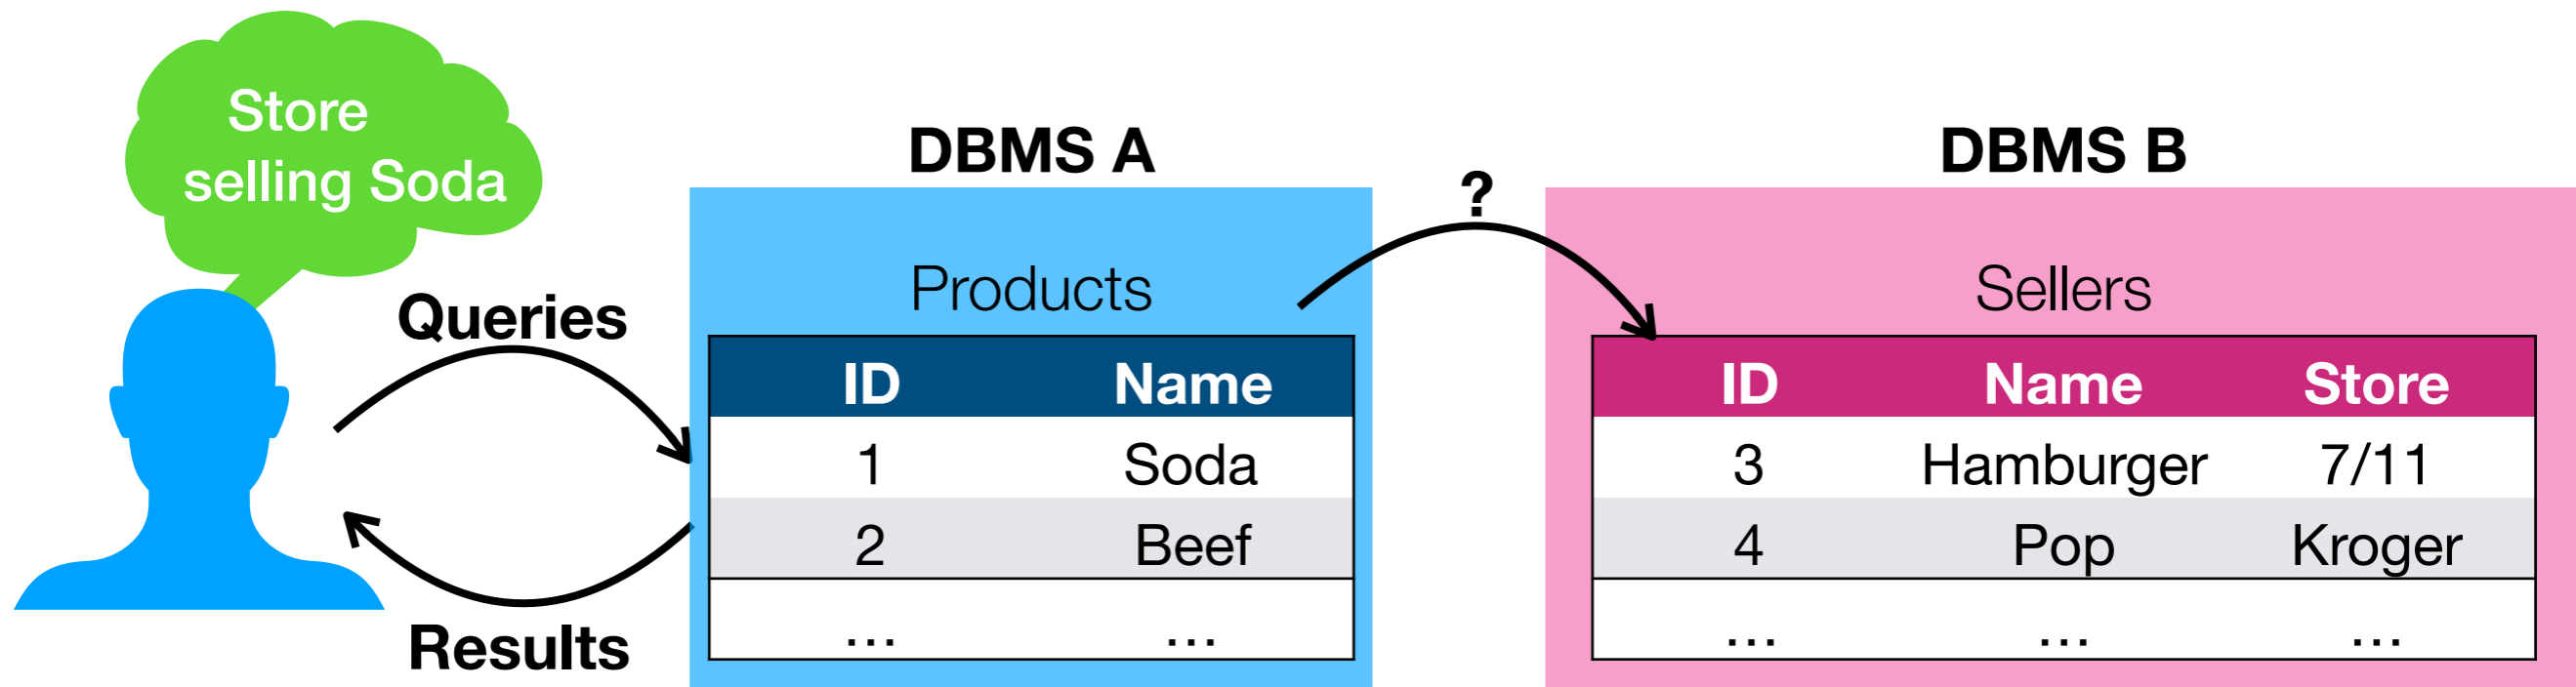 Store
selling Soda
Queries
Results
DBMS A
Products
ID Name
1 Soda
2 Beef
... ...
?
DBMS B
Sellers
ID Name Store
3 Hamburger 7/11
4 Pop Kroger
... ... ...